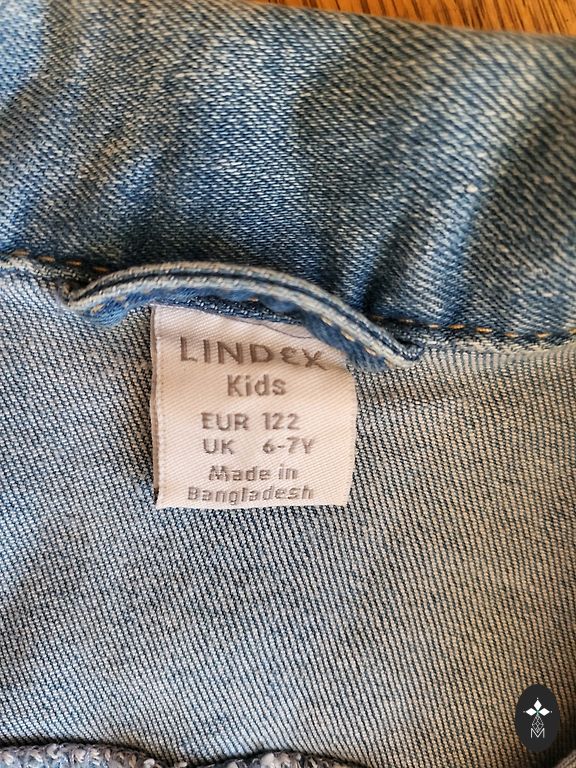 LINDEX
Kids
EUR 122
UK 6-7Y
Made in
Bangladesh
M